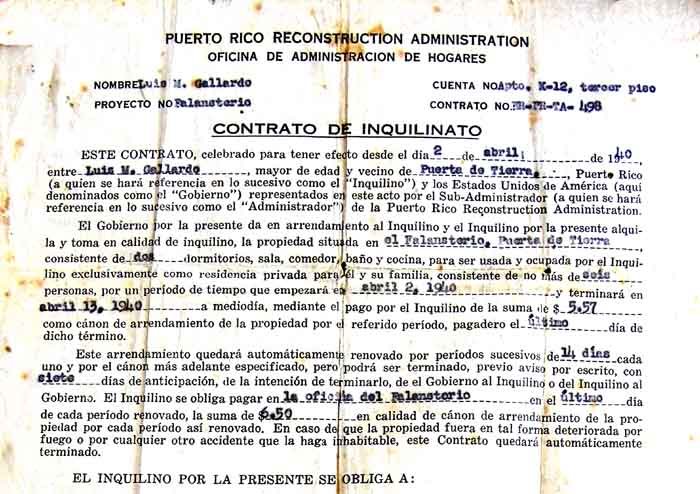 PUERTO RICO RECONSTRUCTION ADMINISTRATION
OFICINA DE ADMINISTRACION DE HOGARES
NOMBRE Luis M. Gallardo CUENTA NO Apto. K-12, tercer piso
PROYECTO NO Falansterio CONTRATO NO. ER-PR-TA- 498
CONTRATO DE INQUILINATO
ESTE CONTRATO, celebrado para tener efecto desde el día 2 de abril de 1940,
entre Luis M. Gallardo, mayor de edad y vecino de Puerta de Tierra, Puerto Rico
(a quien se hará referencia en lo sucesivo como el "Inquilino") y los Estados Unidos de América (aquí
denominados como el "Gobierno") representados en este acto por el Sub-Administrador (a quien se hará
referencia en lo sucesivo como el "Administrador") de la Puerto Rico Reconstruction Administration.
El Gobierno por la presente da en arrendamiento al Inquilino y el Inquilino por la presente alqui-
la y toma en calidad de inquilino, la propiedad situada en el Falansterio, Puerta de Tierra
consistente de dos dormitorios, sala, comedor, baño y cocina, para ser usada y ocupada por el Inqui-
lino exclusivamente como residencia privada para él y su familia, consistente de no más de seis
personas, por un período de tiempo que empezará en abril 2, 1940 y terminará en
abril 13, 1940 a mediodía, mediante el pago por el Inquilino de la suma de $ 5.57
como cánon de arrendamiento de la propiedad por el referido período, pagadero el último día de
dicho término.
Este arrendamiento quedará automáticamente renovado por períodos sucesivos de 14 días cada
uno y por el cánon más adelante especificado, pero podrá ser terminado, previo aviso por escrito, con
siete días de anticipación, de la intención de terminarlo, de el Gobierno al Inquilino o del Inquilino al
Gobierno. El Inquilino se obliga pagar en la oficina del Falansterio en el último día
de cada período renovado, la suma de $6.50 en calidad de cánon de arrendamiento de la pro-
piedad por cada período así renovado. En caso de que la propiedad fuera en tal forma deteriorada por
fuego o por cualquier otro accidente que la haga inhabitable, este Contrato quedará automáticamente
terminado.
EL INQUILINO POR LA PRESENTE SE OBLIGA A: